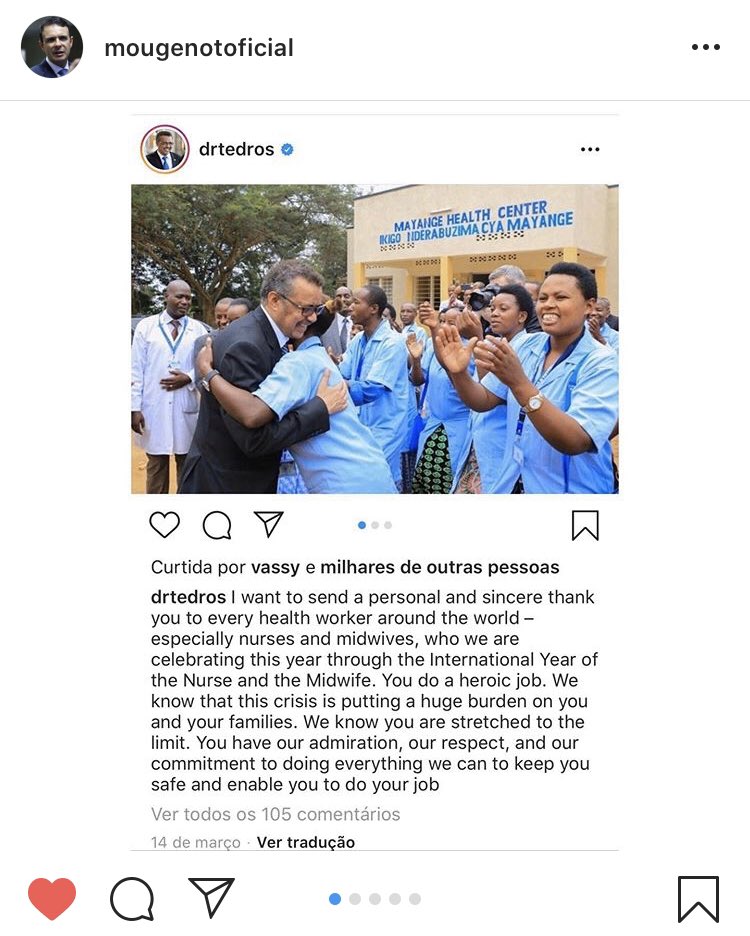 mougenotoficial
drtedros
MAYANGE HEALTH CENTER
IKIGO NDERABUZIMA CYA MAYANGE
Curtida por vassy e milhares de outras pessoas
drtedros I want to send a personal and sincere thank
you to every health worker around the world –
especially nurses and midwives, who we are
celebrating this year through the International Year of
the Nurse and the Midwife. You do a heroic job. We
know that this crisis is putting a huge burden on you
and your families. We know you are stretched to the
limit. You have our admiration, our respect, and our
commitment to doing everything we can to keep you
safe and enable you to do your job
Ver todos os 105 comentários
14 de março · Ver tradução